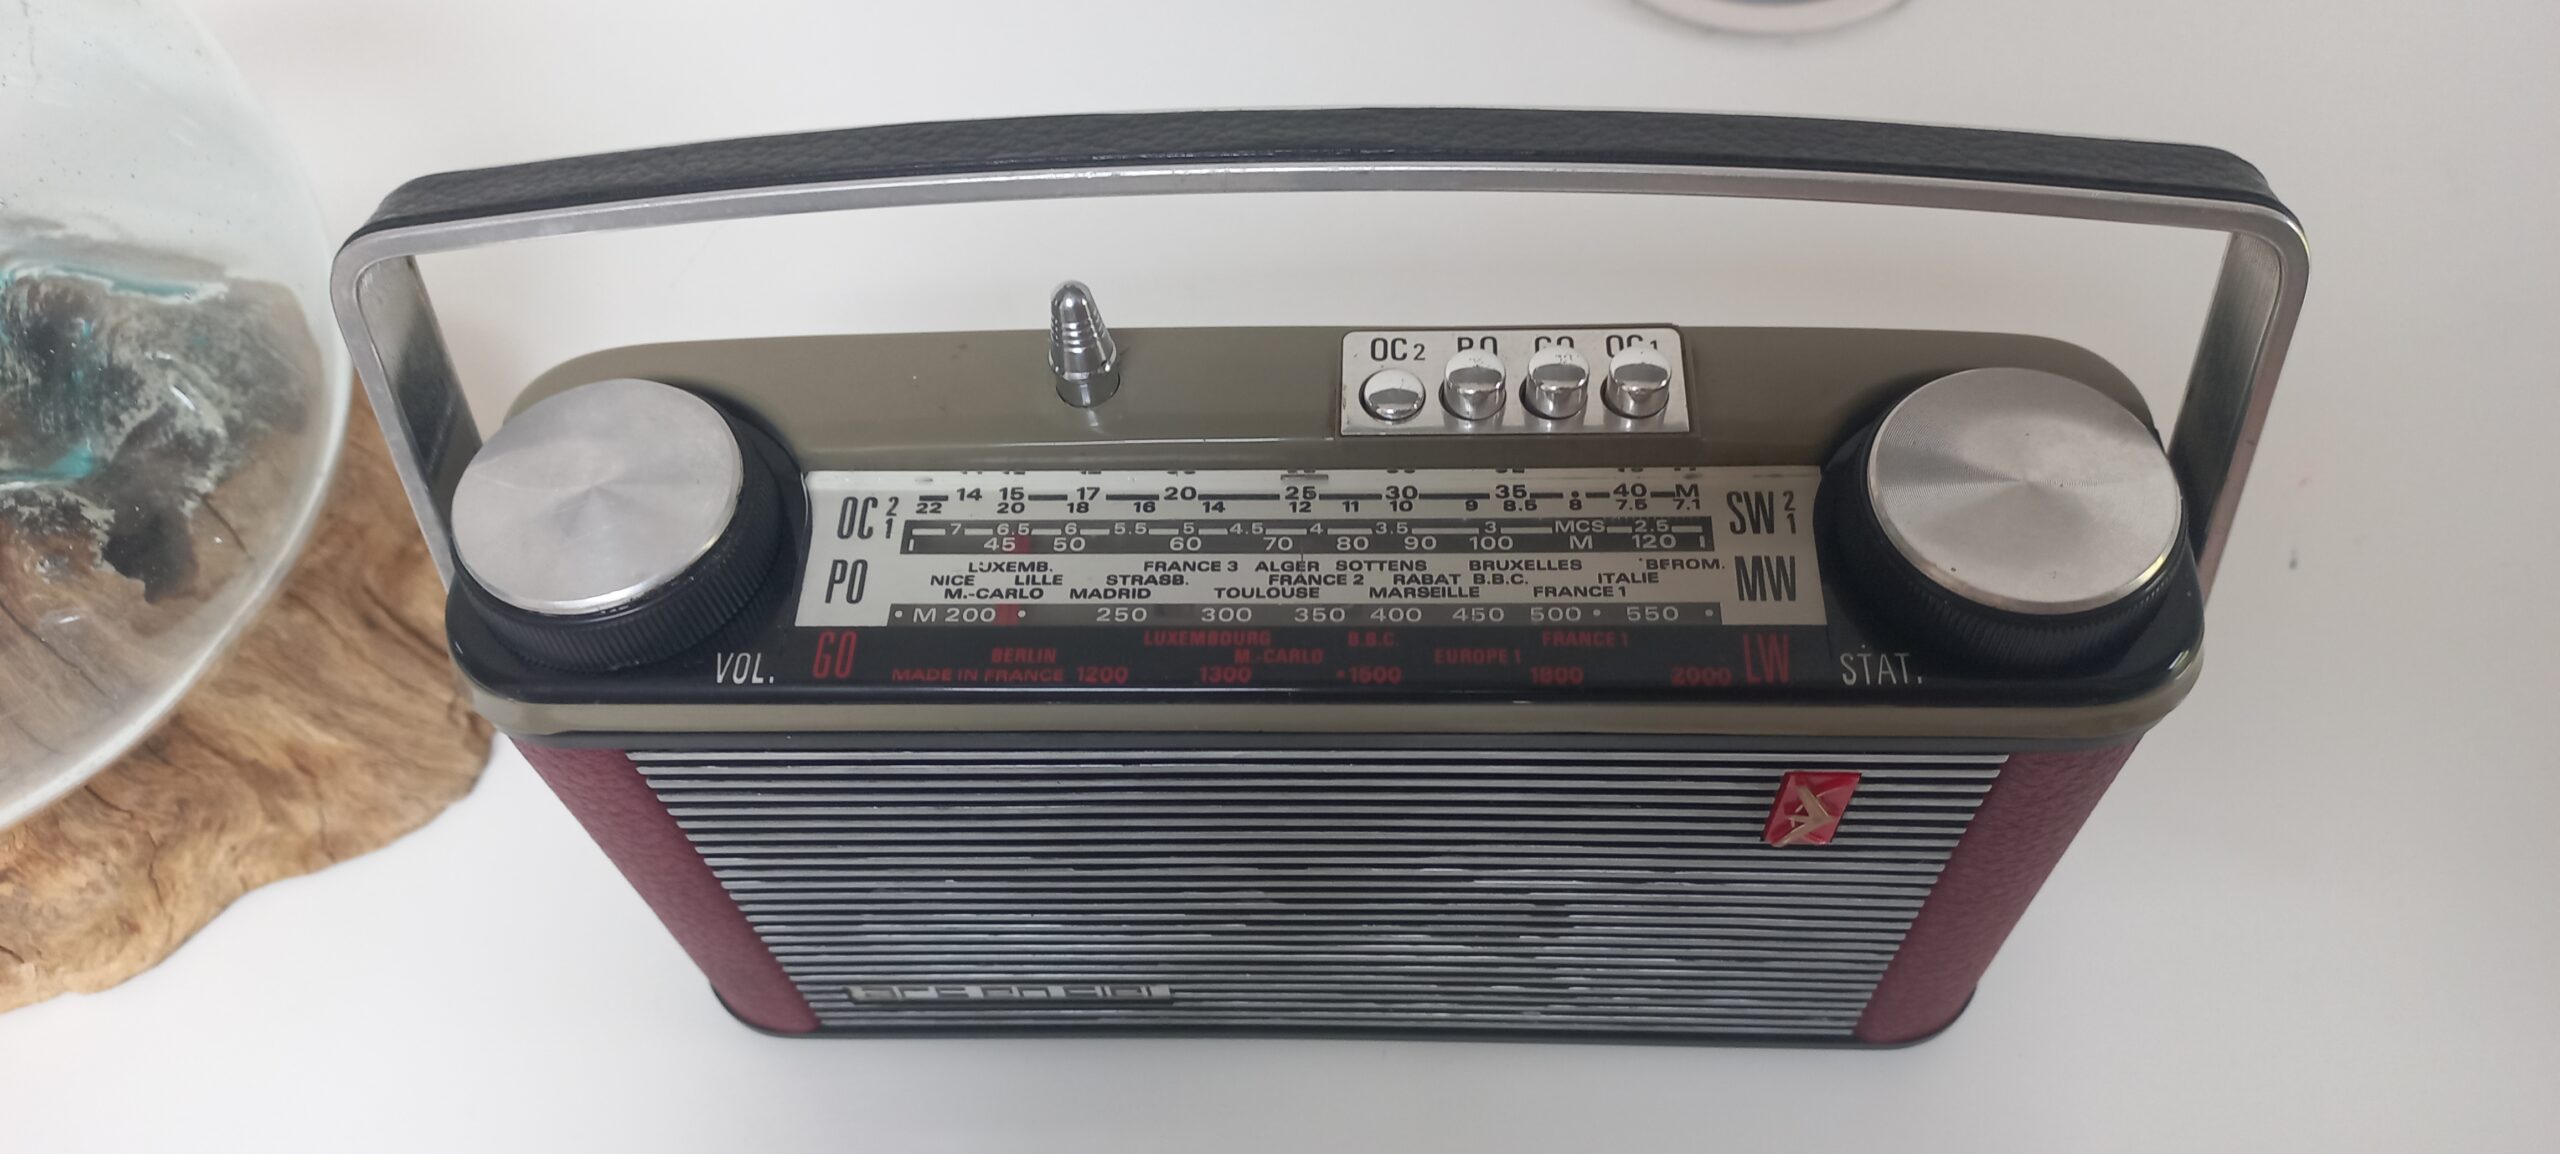 OC2 PO GO OC1
14 15 17 20 25 30 35 40 M
OC 2 1 SW 2 1
22 20 18 16 14 12 11 10 9 8.5 8 7.5 7.1
7 6.5 6 5.5 5 4.5 4 3.5 3 MCS 2.5
45 50 60 70 80 90 100 M 120
PO MW
LUXEMB. FRANCE 3 ALGER SOTTENS BRUXELLES BFROM.
NICE LILLE STRASB. FRANCE 2 RABAT B.B.C. ITALIE
M.-CARLO MADRID TOULOUSE MARSEILLE FRANCE 1
• M 200 • 250 300 350 400 450 500 • 550 •
VOL. GO LW STAT.
LUXEMBOURG B.B.C. FRANCE 1
BERLIN M.-CARLO EUROPE 1
MADE IN FRANCE 1200 1300 •1500 1800 2000